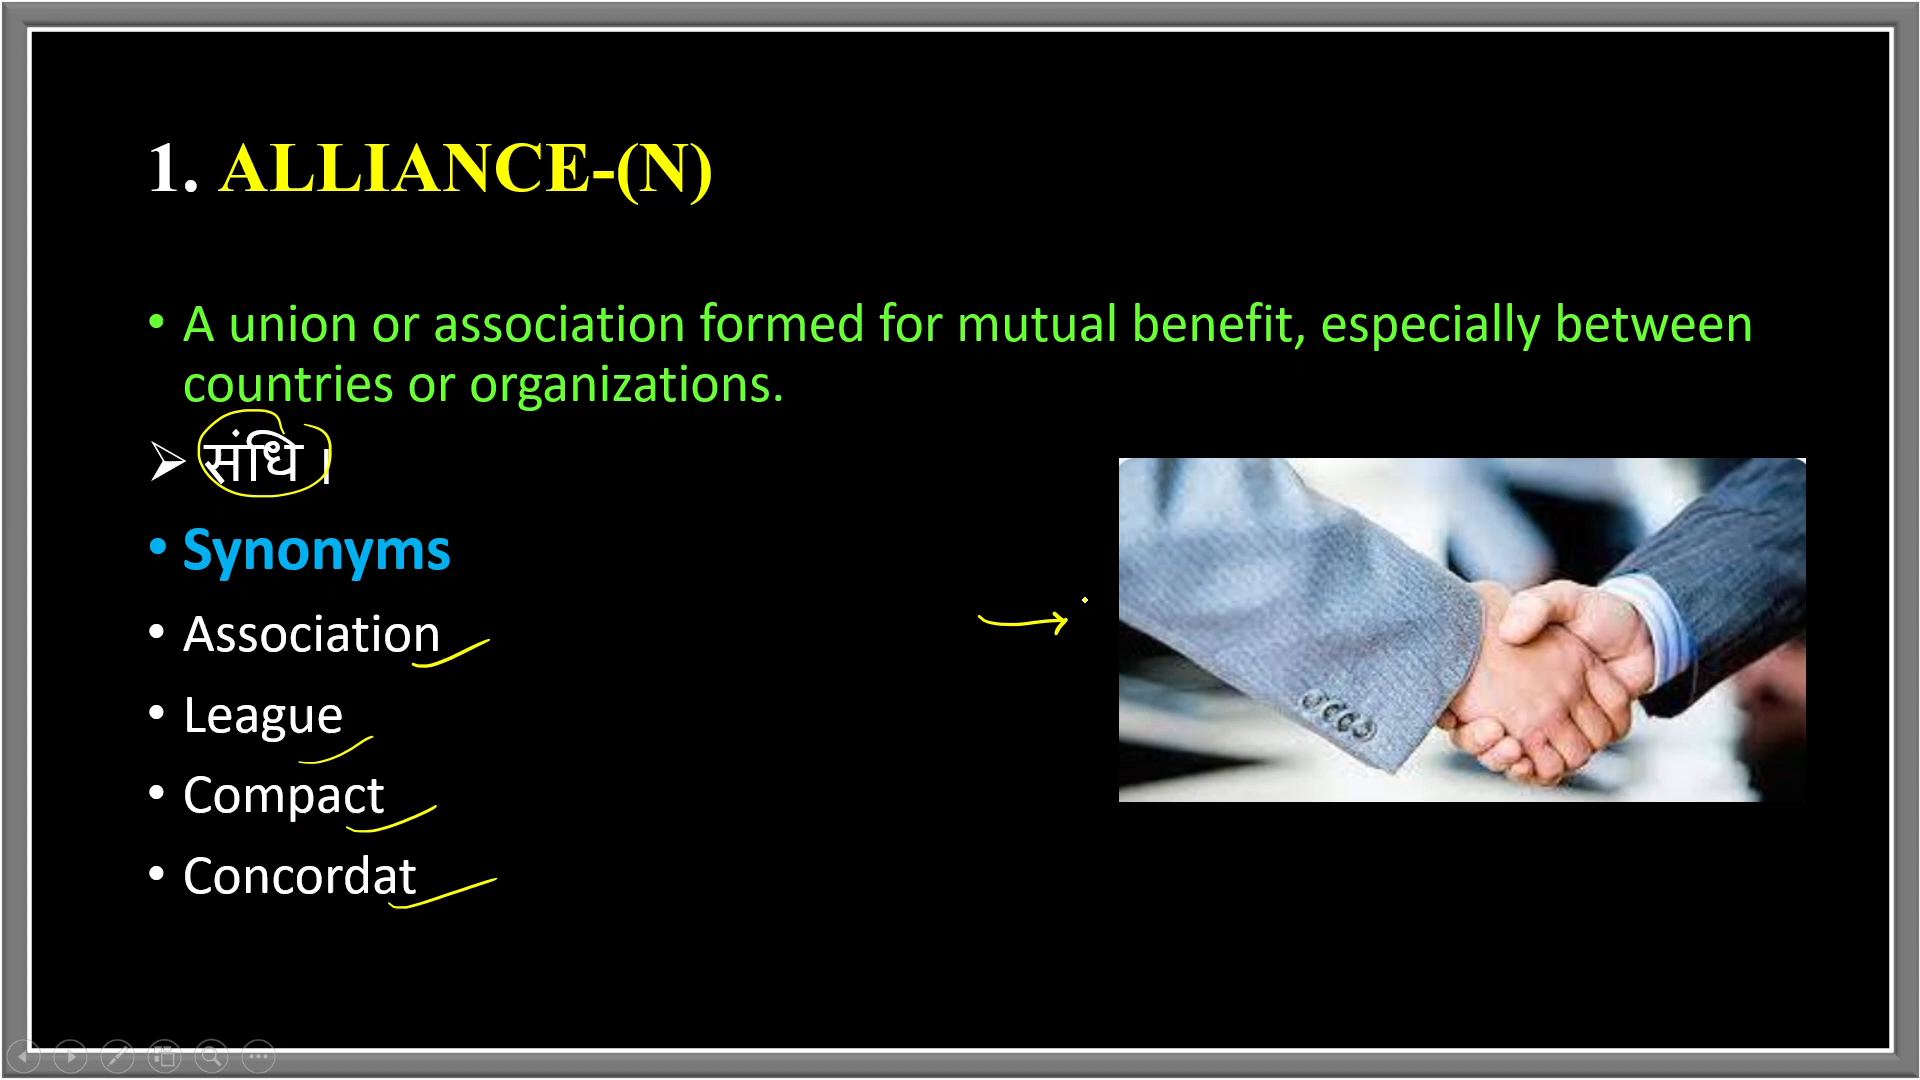 1. ALLIANCE-(N)
• A union or association formed for mutual benefit, especially between
countries or organizations.
➢ संधि ।
• Synonyms
• Association
• League
• Compact
• Concordat